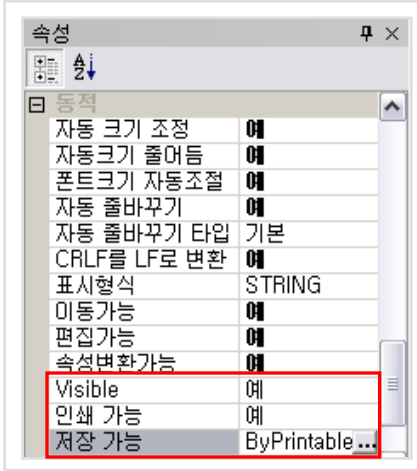 속성
동적
자동 크기 조정 예
자동크기 줄어듬 예
폰트크기 자동조절 예
자동 줄바꾸기 예
자동 줄바꾸기 타입 기본
CRLF를 LF로 변환 예
표시형식 STRING
이동가능 예
편집가능 예
속성변환가능 예
Visible 예
인쇄 가능 예
저장 가능 ByPrintable ...